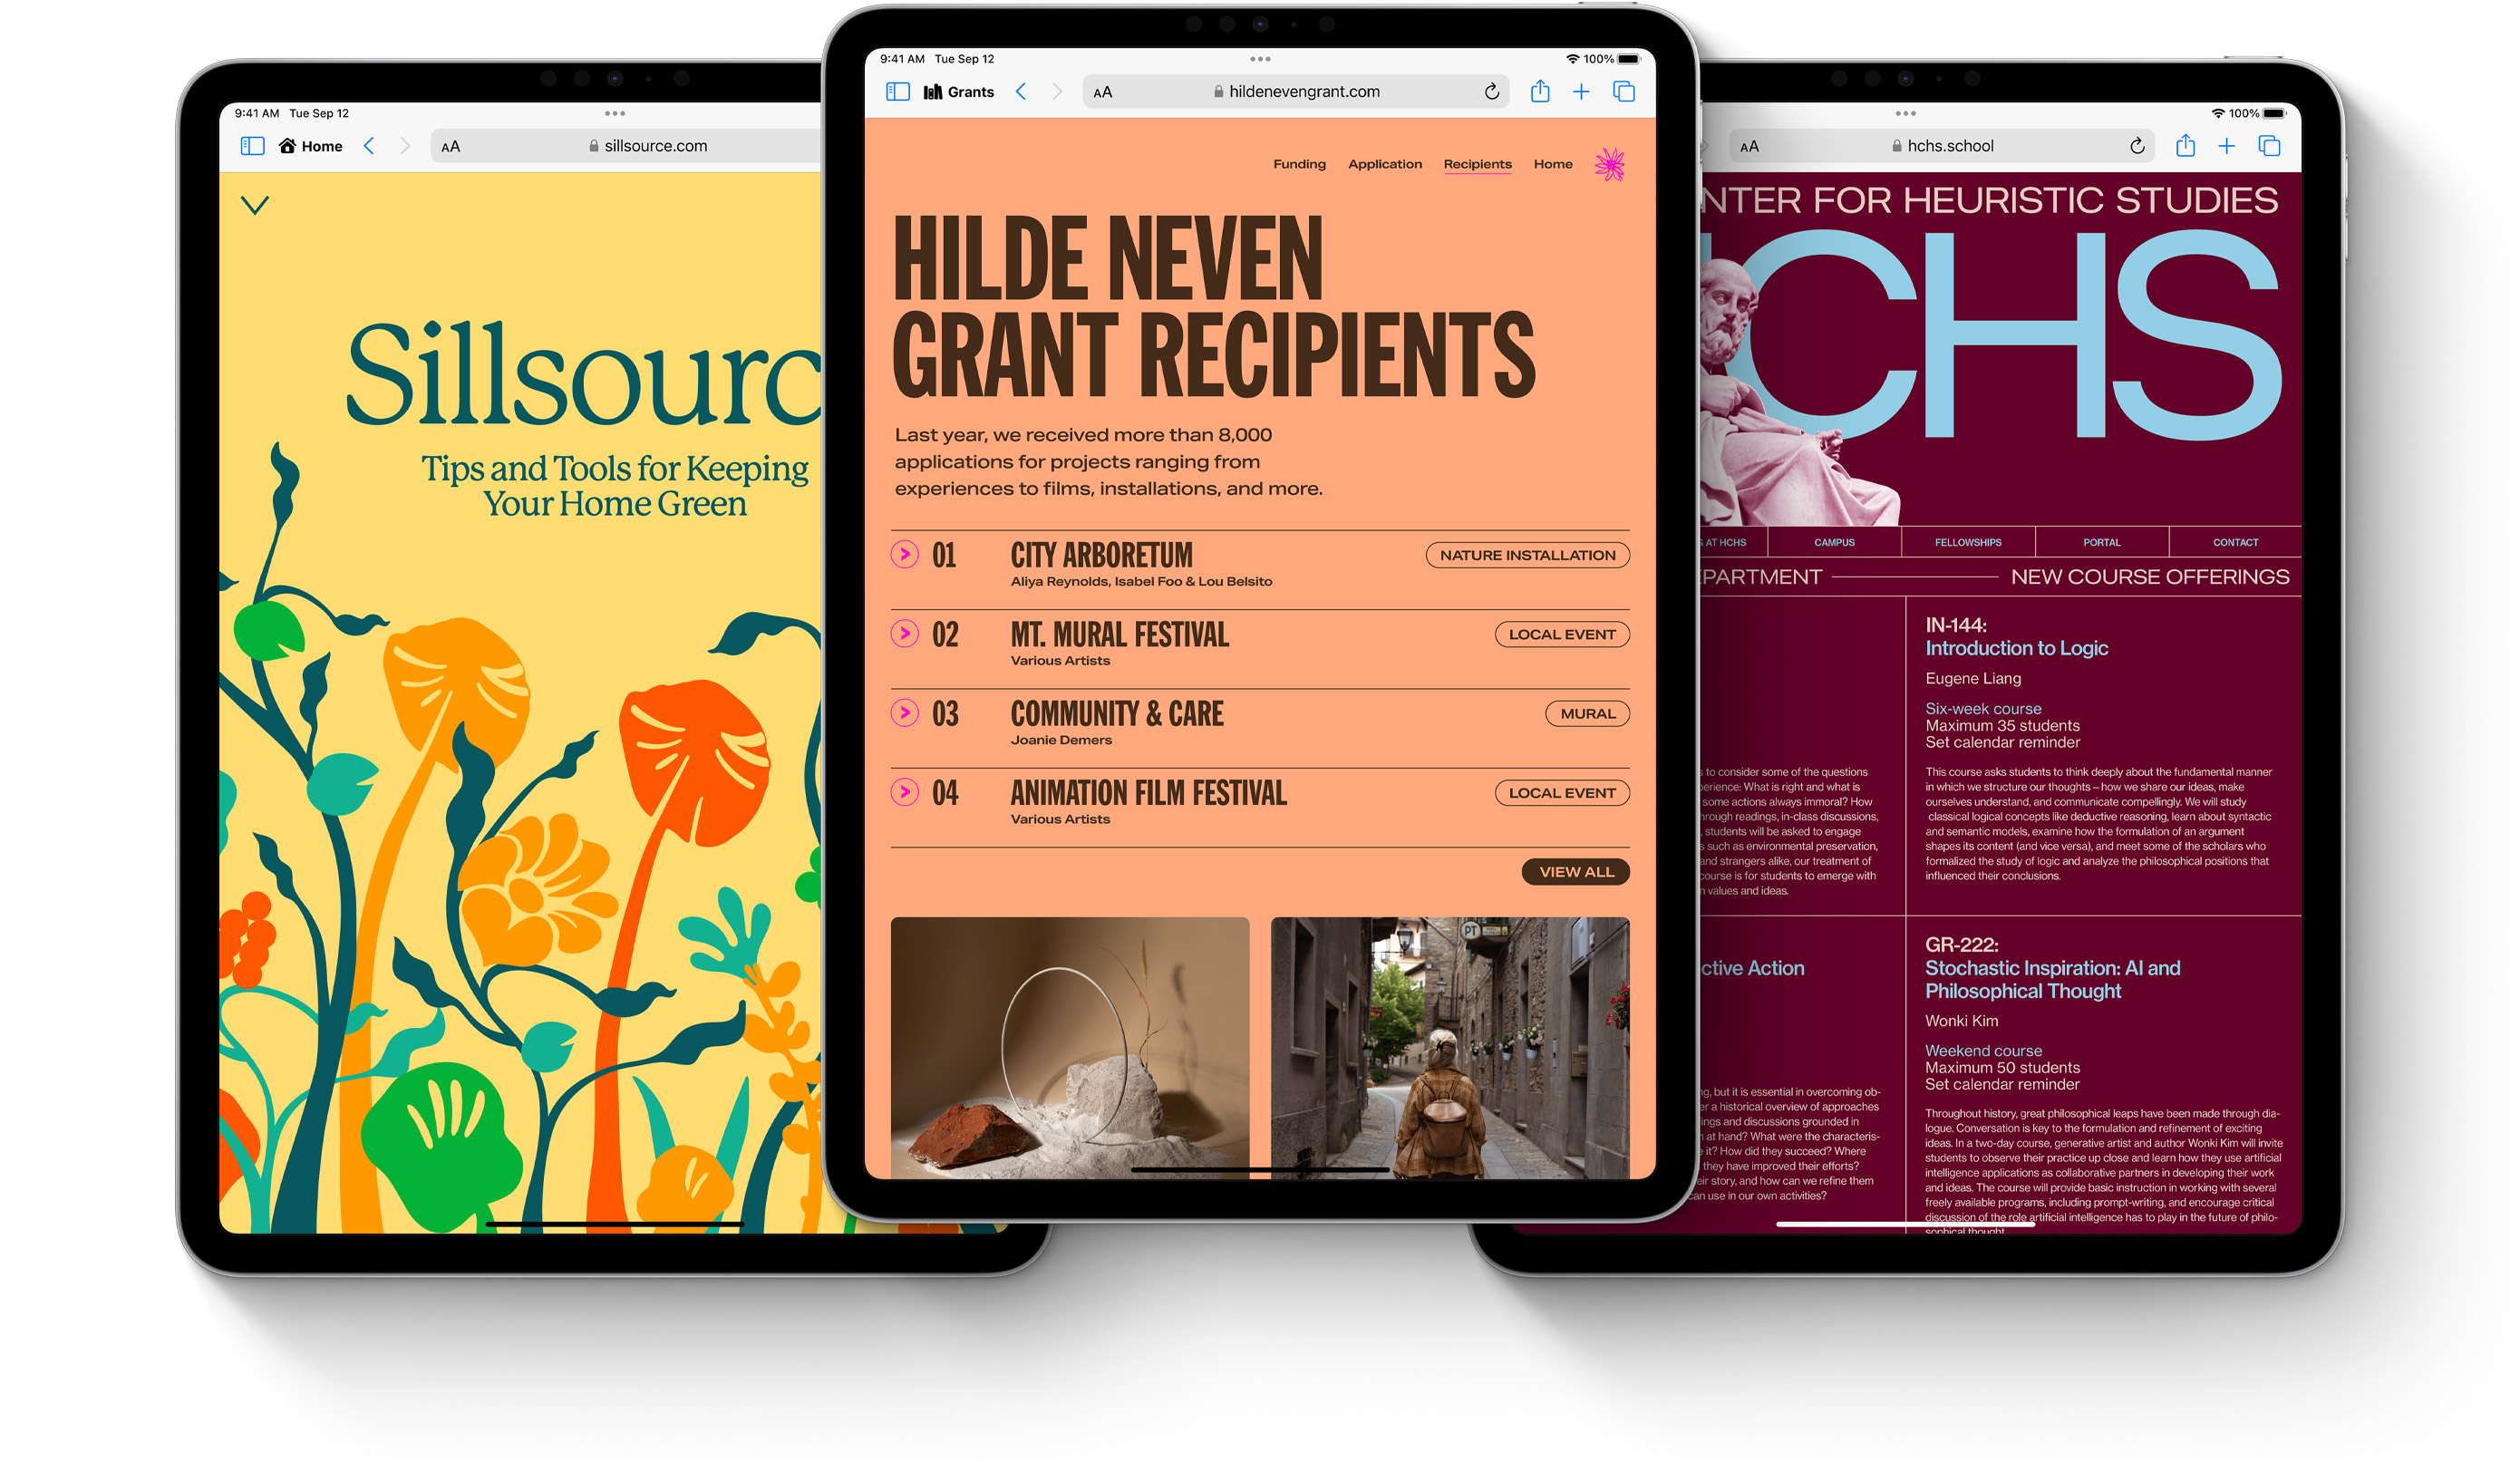 9:41 AM Tue Sep 12
Home
AA
sillsource.com
Sillsourc
Tips and Tools for Keeping
Your Home Green
9:41 AM Tue Sep 12
100%
Grants
AA
hildenevengrant.com
Funding Application Recipients Home
HILDE NEVEN
GRANT RECIPIENTS
Last year, we received more than 8,000
applications for projects ranging from
experiences to films, installations, and more.
01 CITY ARBORETUM NATURE INSTALLATION
Aliya Reynolds, Isabel Foo & Lou Belsito
02 MT. MURAL FESTIVAL LOCAL EVENT
Various Artists
03 COMMUNITY & CARE MURAL
Joanie Demers
04 ANIMATION FILM FESTIVAL LOCAL EVENT
Various Artists
VIEW ALL
PT
100%
AA
hchs.school
NTER FOR HEURISTIC STUDIES
CHS
AT HCHS CAMPUS FELLOWSHIPS PORTAL CONTACT
PARTMENT NEW COURSE OFFERINGS
to consider some of the questions
perience: What is right and what is
some actions always immoral? How
rough readings, in-class discussions,
, students will be asked to engage
such as environmental preservation,
and strangers alike, our treatment of
course is for students to emerge with
values and ideas.
IN-144:
Introduction to Logic
Eugene Liang
Six-week course
Maximum 35 students
Set calendar reminder
This course asks students to think deeply about the fundamental manner
in which we structure our thoughts – how we share our ideas, make
ourselves understand, and communicate compellingly. We will study
classical logical concepts like deductive reasoning, learn about syntactic
and semantic models, examine how the formulation of an argument
shapes its content (and vice versa), and meet some of the scholars who
formalized the study of logic and analyze the philosophical positions that
influenced their conclusions.
ctive Action
ng, but it is essential in overcoming ob-
er a historical overview of approaches
ings and discussions grounded in
at hand? What were the characteris-
it? How did they succeed? Where
they have improved their efforts?
eir story, and how can we refine them
can use in our own activities?
GR-222:
Stochastic Inspiration: AI and
Philosophical Thought
Wonki Kim
Weekend course
Maximum 50 students
Set calendar reminder
Throughout history, great philosophical leaps have been made through dia-
logue. Conversation is key to the formulation and refinement of exciting
ideas. In a two-day course, generative artist and author Wonki Kim will invite
students to observe their practice up close and learn how they use artificial
intelligence applications as collaborative partners in developing their work
and ideas. The course will provide basic instruction in working with several
freely available programs, including prompt-writing, and encourage critical
discussion of the role artificial intelligence has to play in the future of philo-
sophical thought